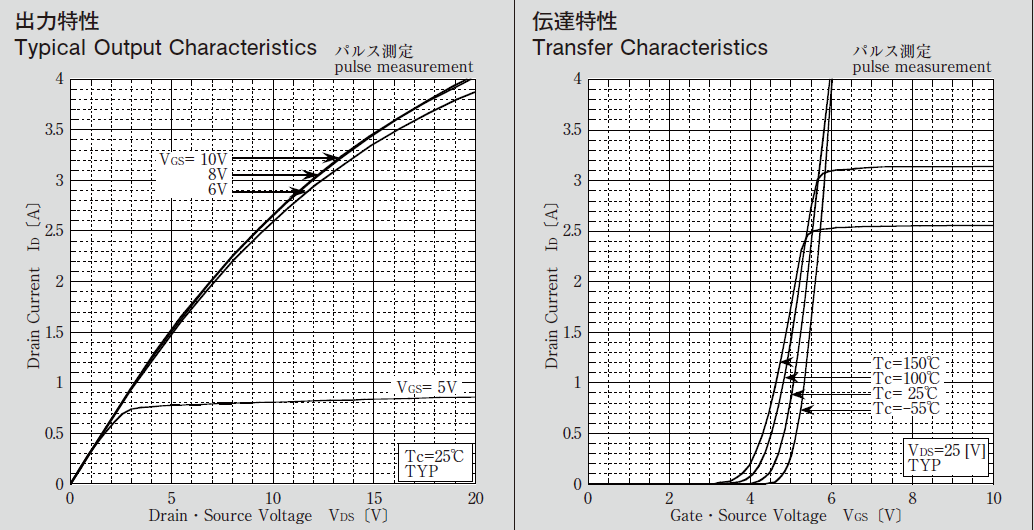 出力特性
Typical Output Characteristics
パルス測定
pulse measurement
4
3.5
3
2.5
2
1.5
1
0.5
0
Drain Current ID〔A〕
VGS= 10V
8V
6V
VGS= 5V
Tc=25℃
TYP
0 5 10 15 20
Drain・Source Voltage VDS〔V〕
伝達特性
Transfer Characteristics
パルス測定
pulse measurement
4
3.5
3
2.5
2
1.5
1
0.5
0
Drain Current ID〔A〕
Tc=150℃
Tc=100℃
Tc= 25℃
Tc=-55℃
VDS=25 [V]
TYP
0 2 4 6 8 10
Gate・Source Voltage VGS〔V〕